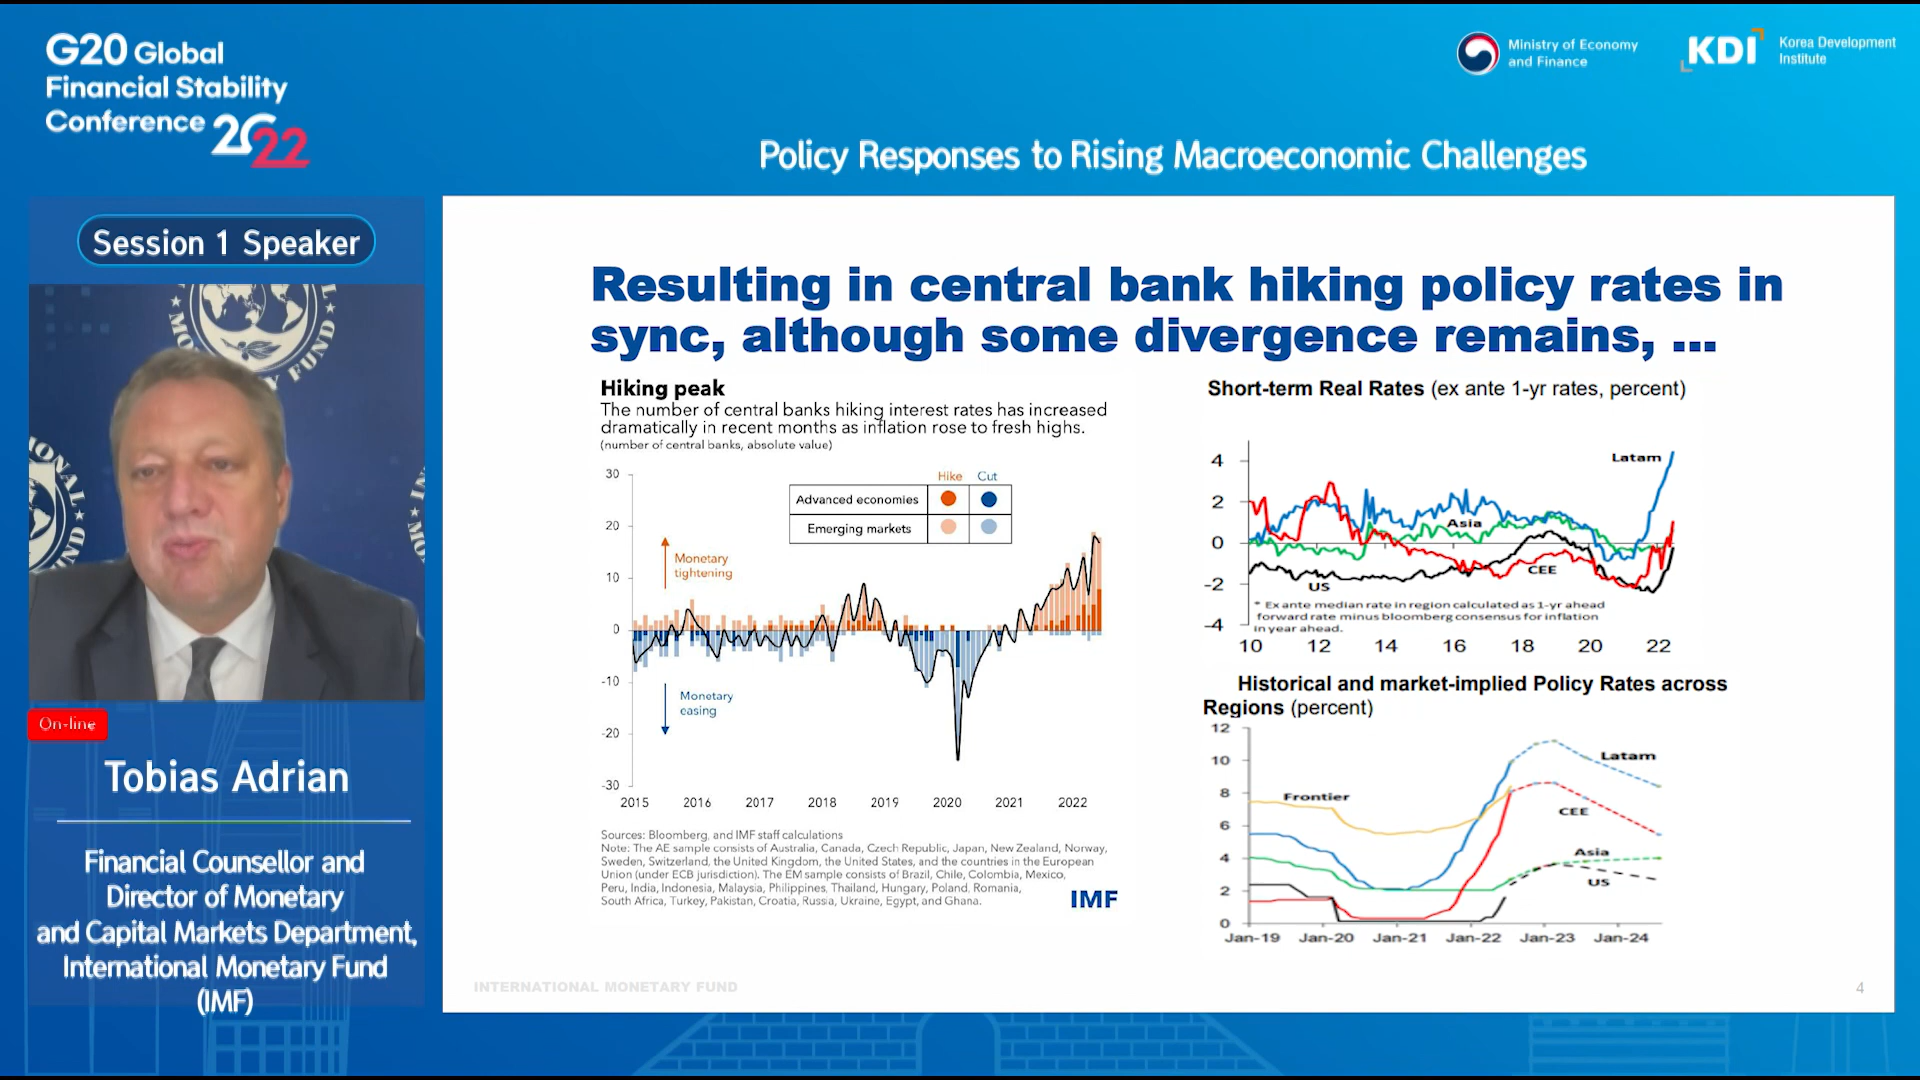 G20 Global
Financial Stability
Conference 2022
Ministry of Economy
and Finance
KDI
Korea Development
Institute
Policy Responses to Rising Macroeconomic Challenges
Session 1 Speaker
On-line
Tobias Adrian
Financial Counsellor and
Director of Monetary
and Capital Markets Department,
International Monetary Fund
(IMF)
Resulting in central bank hiking policy rates in
sync, although some divergence remains, ...
Hiking peak
The number of central banks hiking interest rates has increased
dramatically in recent months as inflation rose to fresh highs.
(number of central banks, absolute value)
Hike Cut
Advanced economies
Emerging markets
Monetary
tightening
Monetary
easing
30
20
10
0
-10
-20
-30
2015 2016 2017 2018 2019 2020 2021 2022
Sources: Bloomberg, and IMF staff calculations
Note: The AE sample consists of Australia, Canada, Czech Republic, Japan, New Zealand, Norway,
Sweden, Switzerland, the United Kingdom, the United States, and the countries in the European
Union (under ECB jurisdiction). The EM sample consists of Brazil, Chile, Colombia, Mexico,
Peru, India, Indonesia, Malaysia, Philippines, Thailand, Hungary, Poland, Romania,
South Africa, Turkey, Pakistan, Croatia, Russia, Ukraine, Egypt, and Ghana.
IMF
Short-term Real Rates (ex ante 1-yr rates, percent)
4
2
0
-2
-4
Latam
Asia
CEE
US
* Ex ante median rate in region calculated as 1-yr ahead
forward rate minus bloomberg consensus for inflation
in year ahead.
10 12 14 16 18 20 22
Historical and market-implied Policy Rates across
Regions (percent)
12
10
8
6
4
2
0
Frontier
Latam
CEE
Asia
US
Jan-19 Jan-20 Jan-21 Jan-22 Jan-23 Jan-24
INTERNATIONAL MONETARY FUND
4